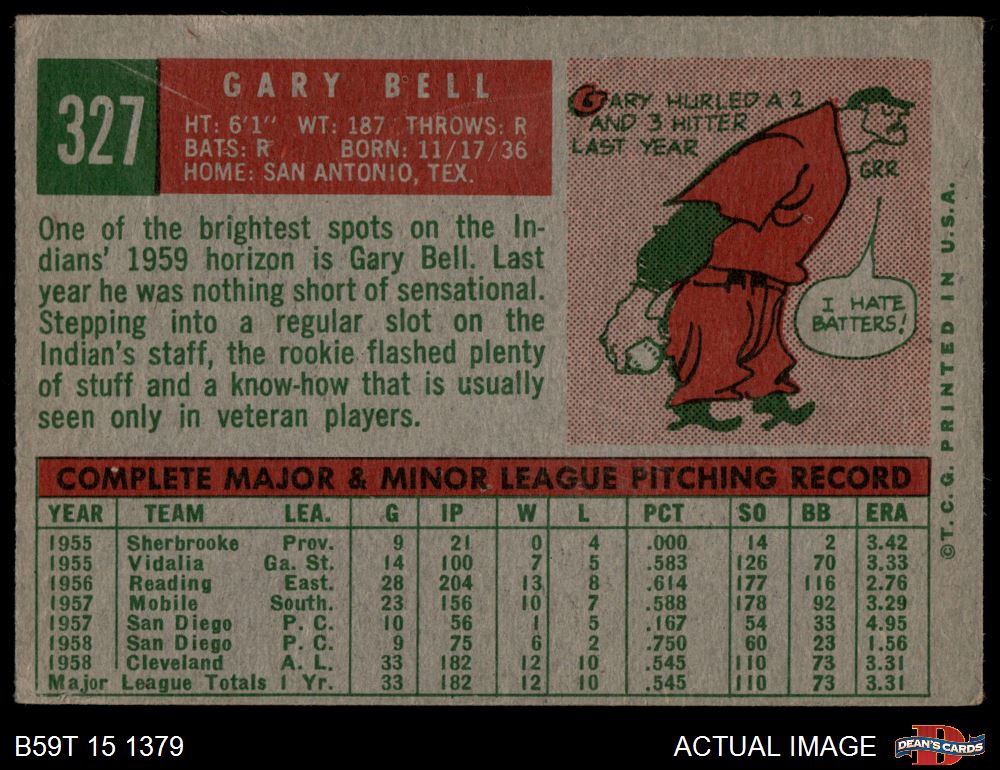 327
GARY BELL
HT: 6'1" WT: 187 THROWS: R
BATS: R BORN: 11/17/36
HOME: SAN ANTONIO, TEX.
One of the brightest spots on the In-
dians' 1959 horizon is Gary Bell. Last
year he was nothing short of sensational.
Stepping into a regular slot on the
Indian's staff, the rookie flashed plenty
of stuff and a know-how that is usually
seen only in veteran players.
GARY HURLED A 2
AND 3 HITTER
LAST YEAR
GRR
I HATE
BATTERS!
©T.C.G. PRINTED IN U.S.A.
COMPLETE MAJOR & MINOR LEAGUE PITCHING RECORD
YEAR TEAM LEA. G IP W L PCT SO BB ERA
1955 Sherbrooke Prov. 9 21 0 4 .000 14 2 3.42
1955 Vidalia Ga. St. 14 100 7 5 .583 126 70 3.33
1956 Reading East. 28 204 13 8 .614 177 116 2.76
1957 Mobile South. 23 156 10 7 .588 178 92 3.29
1957 San Diego P. C. 10 56 1 5 .167 54 33 4.95
1958 San Diego P. C. 9 75 6 2 .750 60 23 1.56
1958 Cleveland A. L. 33 182 12 10 .545 110 73 3.31
Major League Totals 1 Yr. 33 182 12 10 .545 110 73 3.31
B59T 15 1379
ACTUAL IMAGE
D
DEAN'S CARDS